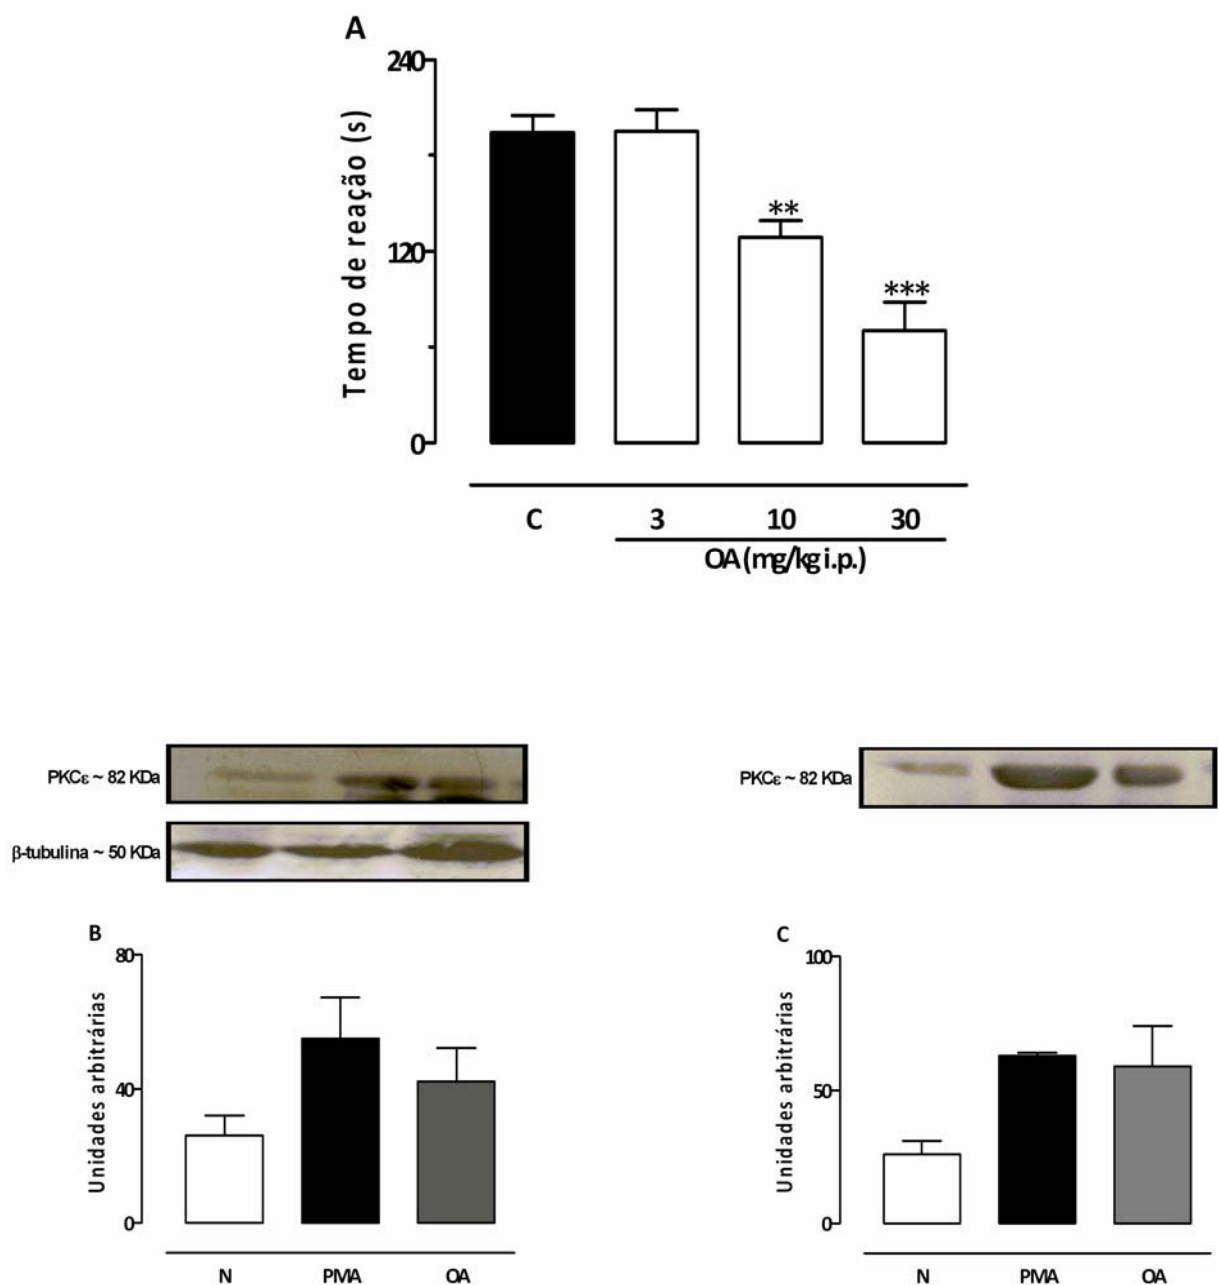 A
240
120
0
Tempo de reação (s)
**
***
C 3 10 30
OA (mg/kg i.p.)
PKCε ~ 82 KDa
β-tubulina ~ 50 KDa
B
80
40
0
Unidades arbitrárias
N PMA OA
PKCε ~ 82 KDa
C
100
50
0
Unidades arbitrárias
N PMA OA